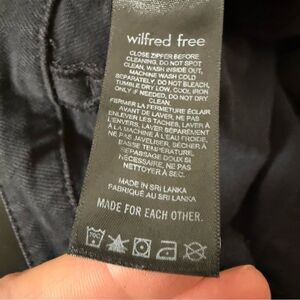 wilfred free
CLOSE ZIPPER BEFORE
CLEANING. DO NOT SPOT
CLEAN. WASH INSIDE OUT.
MACHINE WASH COLD
SEPARATELY. DO NOT BLEACH.
TUMBLE DRY LOW. COOL IRON
ONLY IF NEEDED. DO NOT DRY
CLEAN.
FERMER LA FERMETURE ÉCLAIR
AVANT DE LAVER, NE PAS
ENLEVER LES TACHES, LAVER À
L'ENVERS. LAVER SÉPARÉMENT
À LA MACHINE À L'EAU FROIDE.
NE PAS JAVELISER, SÉCHER À
BASSE TEMPÉRATURE.
REPASSAGE DOUX SI
NÉCESSAIRE, NE PAS
NETTOYER À SEC.
MADE IN SRI LANKA
FABRIQUÉ AU SRI LANKA
MADE FOR EACH OTHER.